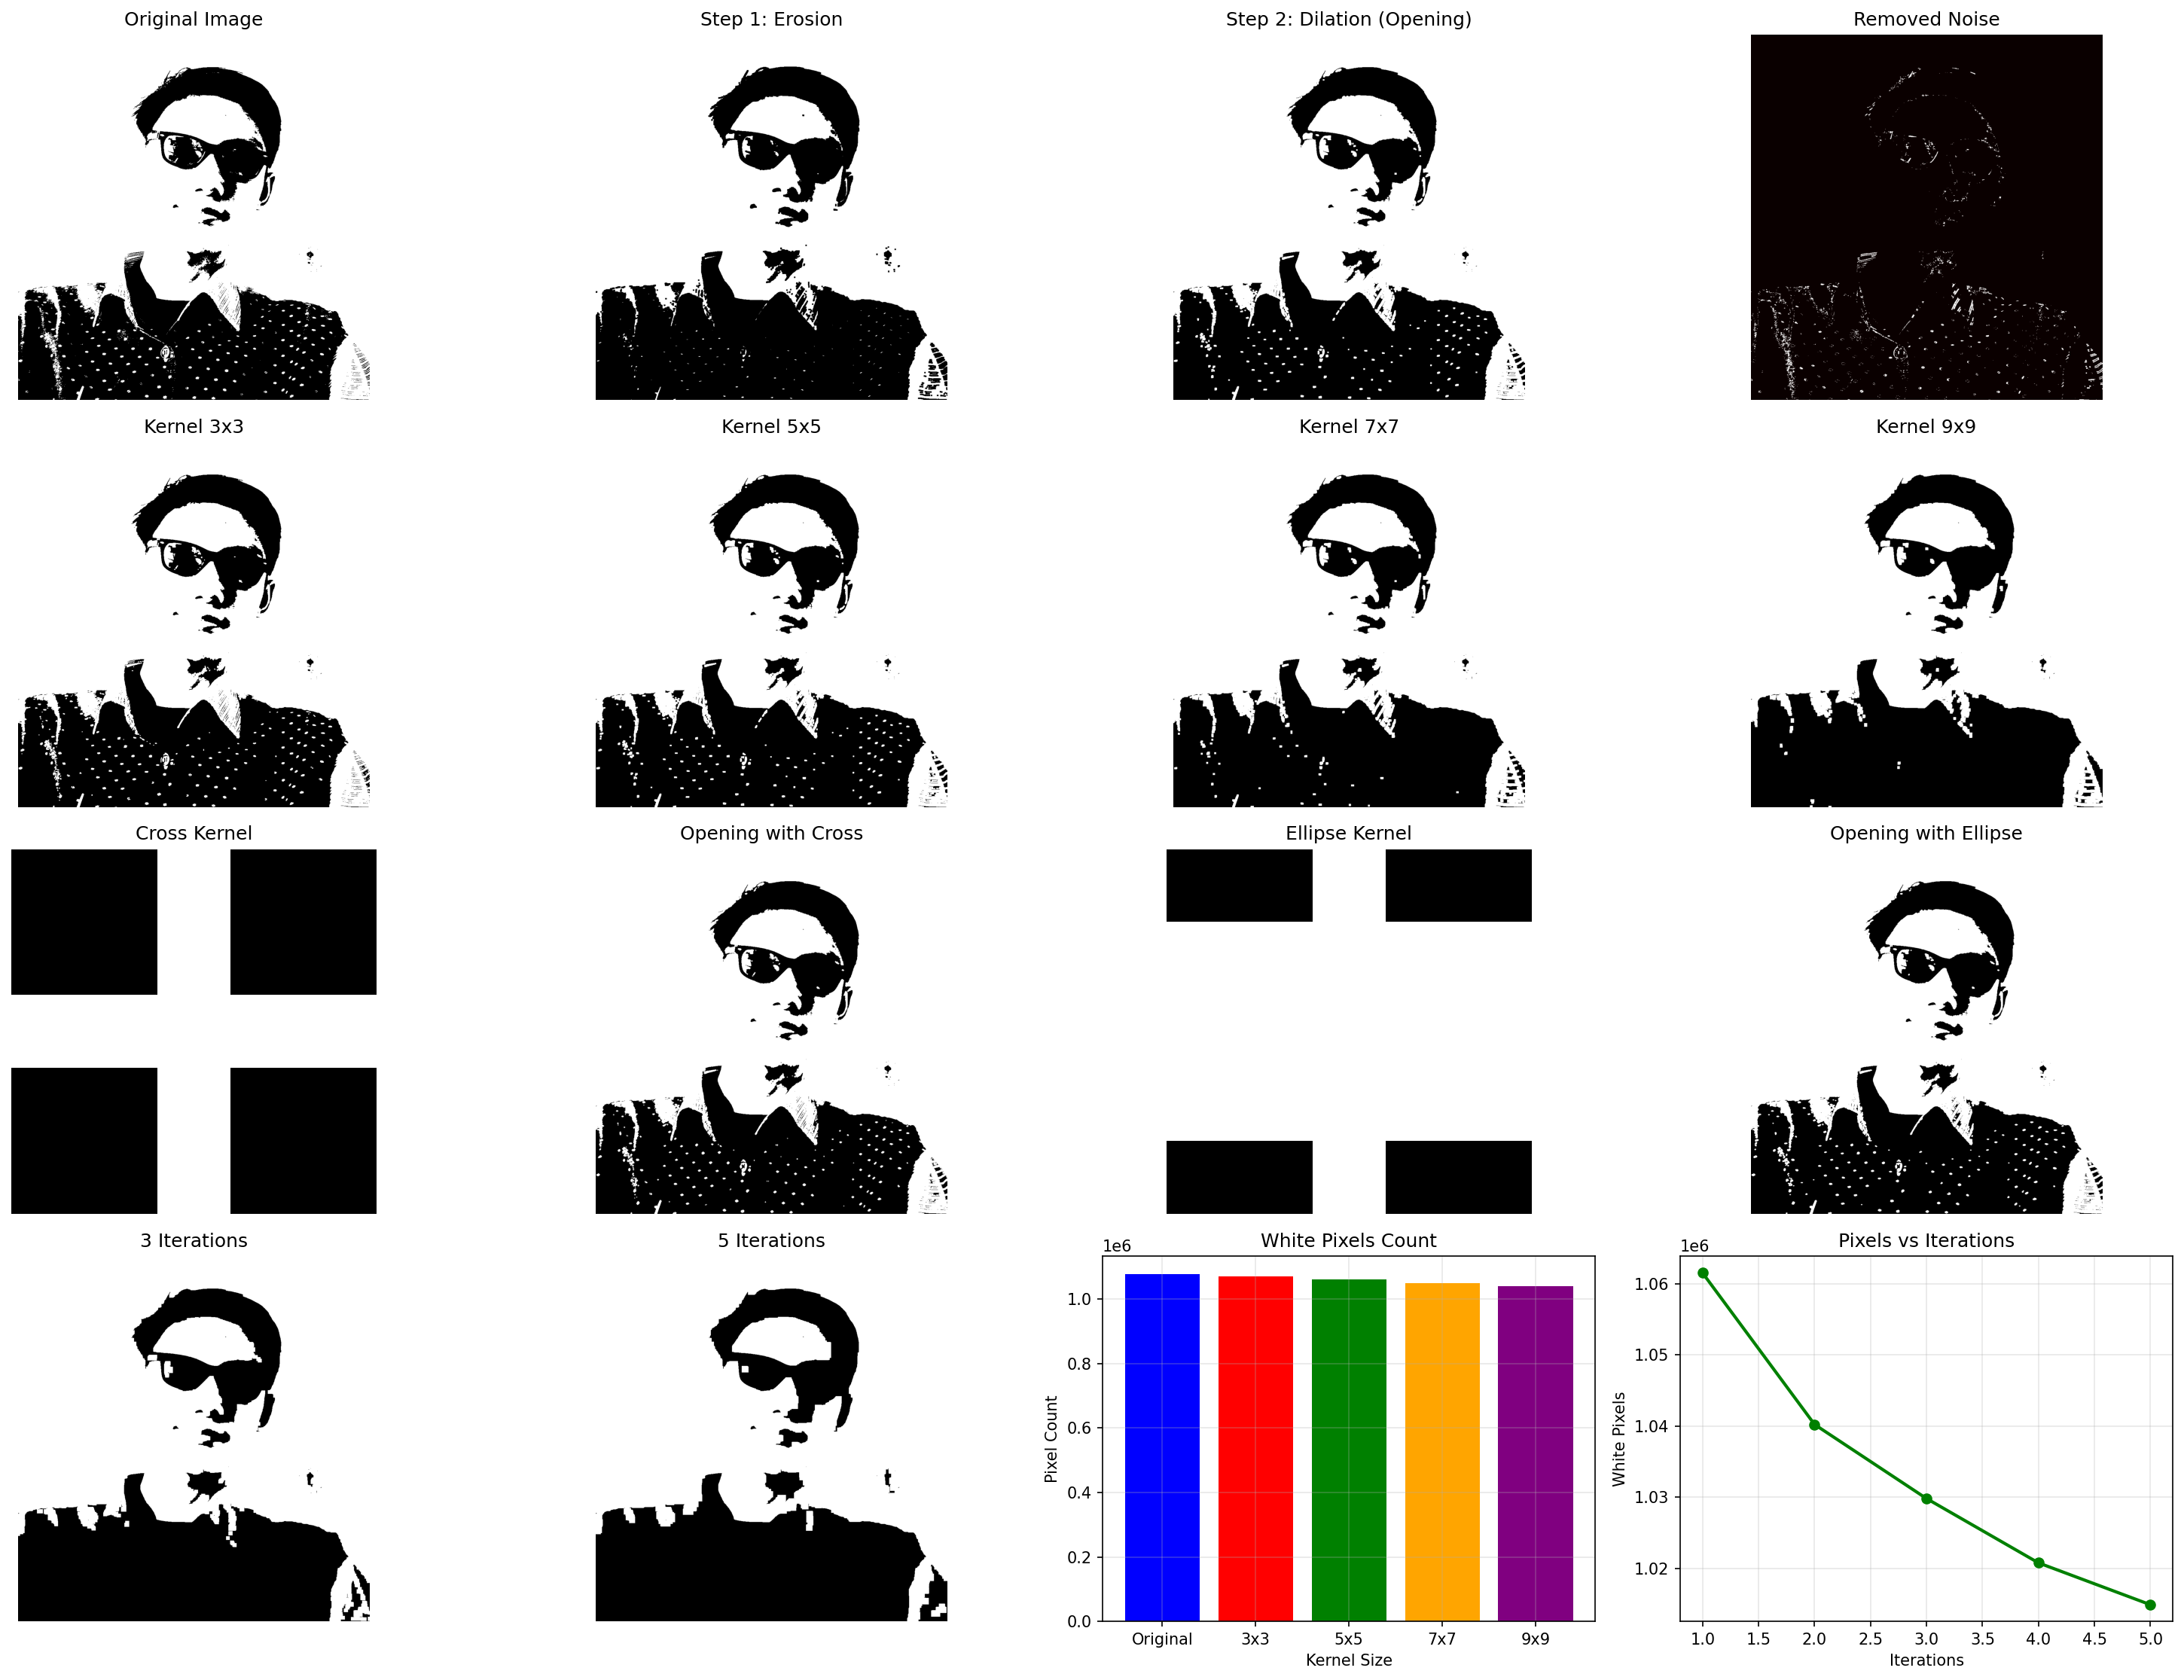 Original Image
Step 1: Erosion
Step 2: Dilation (Opening)
Removed Noise
Kernel 3x3
Kernel 5x5
Kernel 7x7
Kernel 9x9
Cross Kernel
Opening with Cross
Ellipse Kernel
Opening with Ellipse
3 Iterations
5 Iterations
White Pixels Count
1e6
Pixel Count
1.0
0.8
0.6
0.4
0.2
0.0
Original 3x3 5x5 7x7 9x9
Kernel Size
Pixels vs Iterations
1e6
White Pixels
1.06
1.05
1.04
1.03
1.02
1.0 1.5 2.0 2.5 3.0 3.5 4.0 4.5 5.0
Iterations